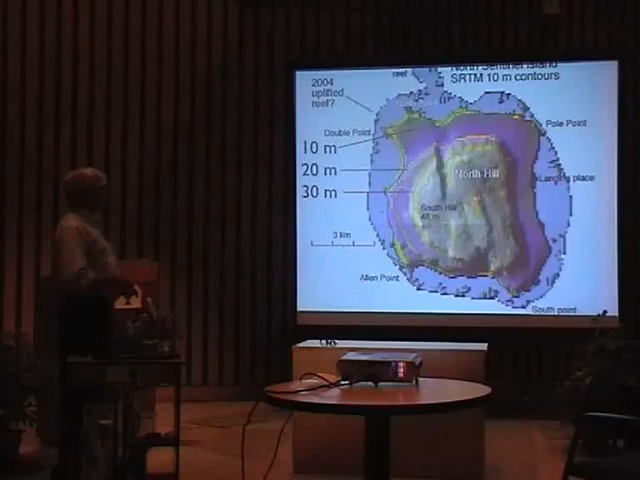 North Sentinel Island
SRTM 10 m contours
reef
2004
uplifted
reef?
Double Point
Pole Point
10 m
20 m
30 m
North Hill
Landing place
South Hill
3 km
Allen Point
South point